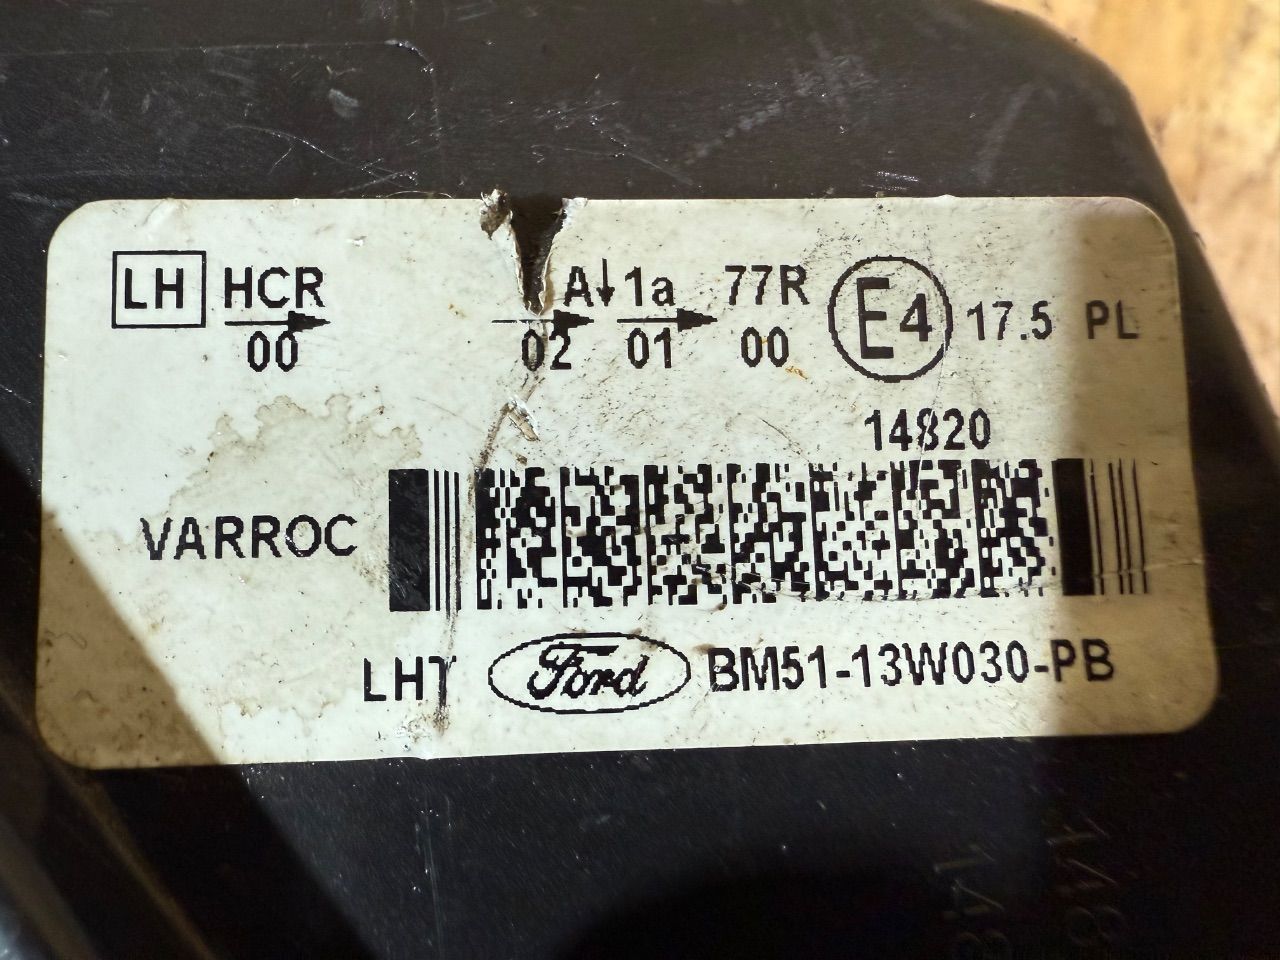 LH HCR A↓ 1a 77R E4 17.5 PL
00 02 01 00
14820
VARROC
LHT Ford BM51-13W030-PB